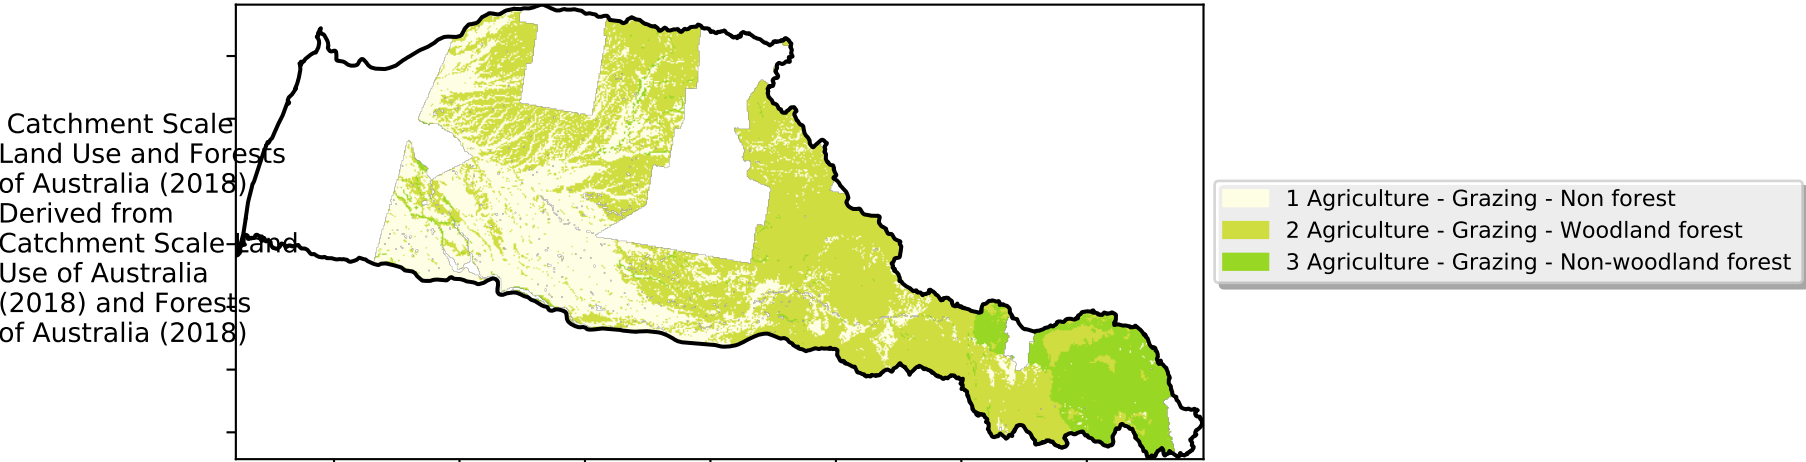 Catchment Scale
Land Use and Forests
of Australia (2018)
Derived from
Catchment Scale Land
Use of Australia
(2018) and Forests
of Australia (2018)
1 Agriculture - Grazing - Non forest
2 Agriculture - Grazing - Woodland forest
3 Agriculture - Grazing - Non-woodland forest